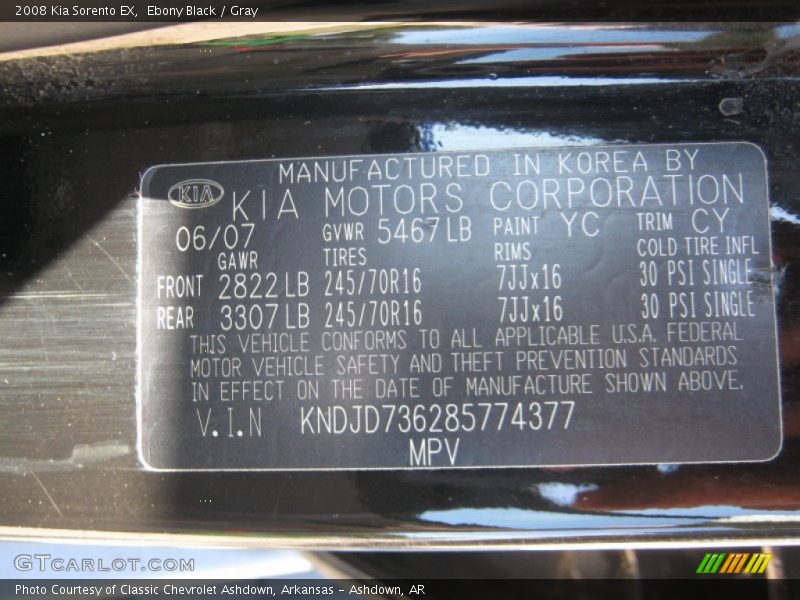 2008 Kia Sorento EX, Ebony Black / Gray
MANUFACTURED IN KOREA BY
KIA KIA MOTORS CORPORATION
06/07 GVWR 5467LB PAINT YC TRIM CY
GAWR TIRES RIMS COLD TIRE INFL
FRONT 2822LB 245/70R16 7JJx16 30 PSI SINGLE
REAR 3307LB 245/70R16 7JJx16 30 PSI SINGLE
THIS VEHICLE CONFORMS TO ALL APPLICABLE U.S.A. FEDERAL
MOTOR VEHICLE SAFETY AND THEFT PREVENTION STANDARDS
IN EFFECT ON THE DATE OF MANUFACTURE SHOWN ABOVE.
V.I.N KNDJD736285774377
MPV
GTCARLOT.COM
Photo Courtesy of Classic Chevrolet Ashdown, Arkansas - Ashdown, AR